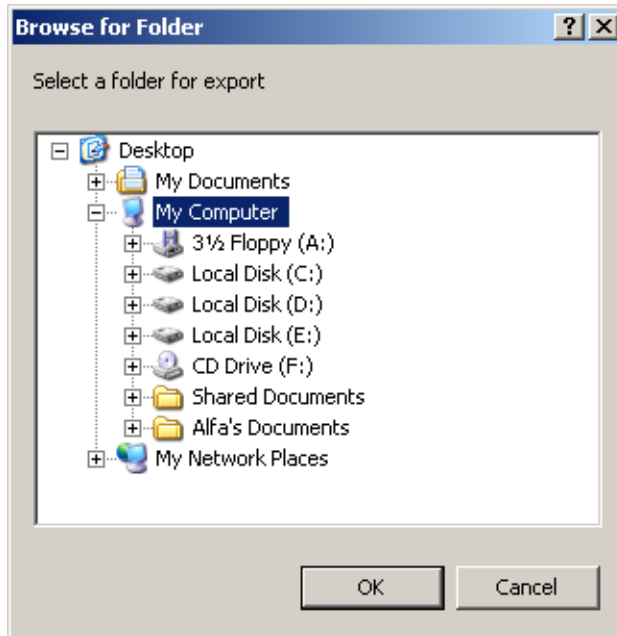 Browse for Folder
Select a folder for export
Desktop
My Documents
My Computer
3½ Floppy (A:)
Local Disk (C:)
Local Disk (D:)
Local Disk (E:)
CD Drive (F:)
Shared Documents
Alfa's Documents
My Network Places
OK Cancel